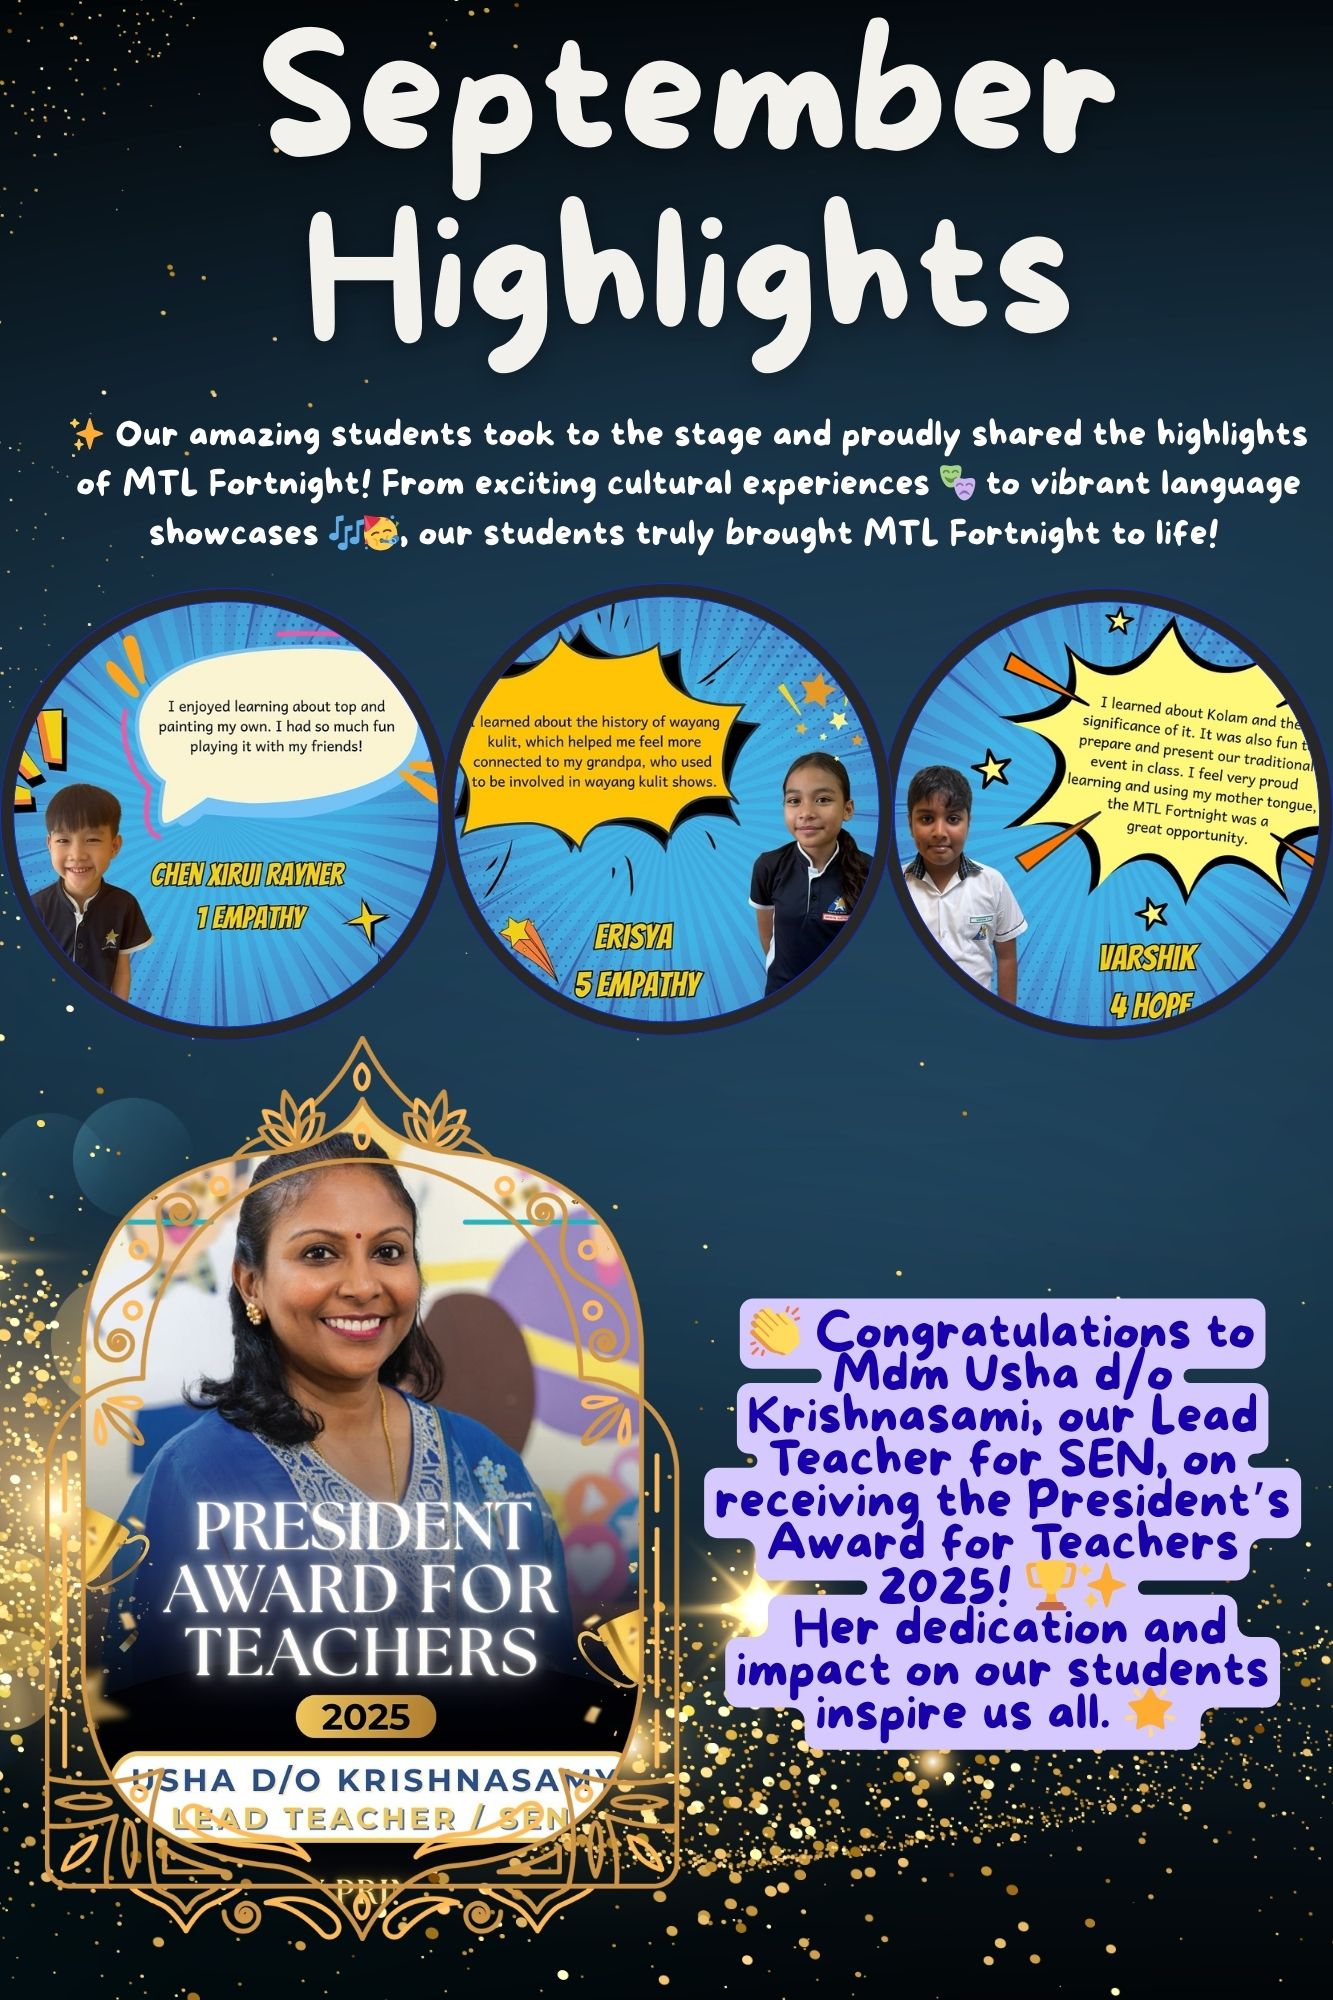 September
Highlights
✨ Our amazing students took to the stage and proudly shared the highlights
of MTL Fortnight! From exciting cultural experiences 🎭 to vibrant language
showcases 🎶🥳, our students truly brought MTL Fortnight to life!
I enjoyed learning about top and
painting my own. I had so much fun
playing it with my friends!
CHEN XIRUI RAYNER
1 EMPATHY
learned about the history of wayang
kulit, which helped me feel more
connected to my grandpa, who used
to be involved in wayang kulit shows.
ERISYA
5 EMPATHY
I learned about Kolam and the
significance of it. It was also fun t
prepare and present our traditional
event in class. I feel very proud
learning and using my mother tongue,
the MTL Fortnight was a
great opportunity.
VARSHIK
4 HOPE
PRESIDENT
AWARD FOR
TEACHERS
2025
USHA D/O KRISHNASAMY
LEAD TEACHER / SEN
👏 Congratulations to
Mdm Usha d/o
Krishnasami, our Lead
Teacher for SEN, on
receiving the President's
Award for Teachers
2025! 🏆✨
Her dedication and
impact on our students
inspire us all. 🌟